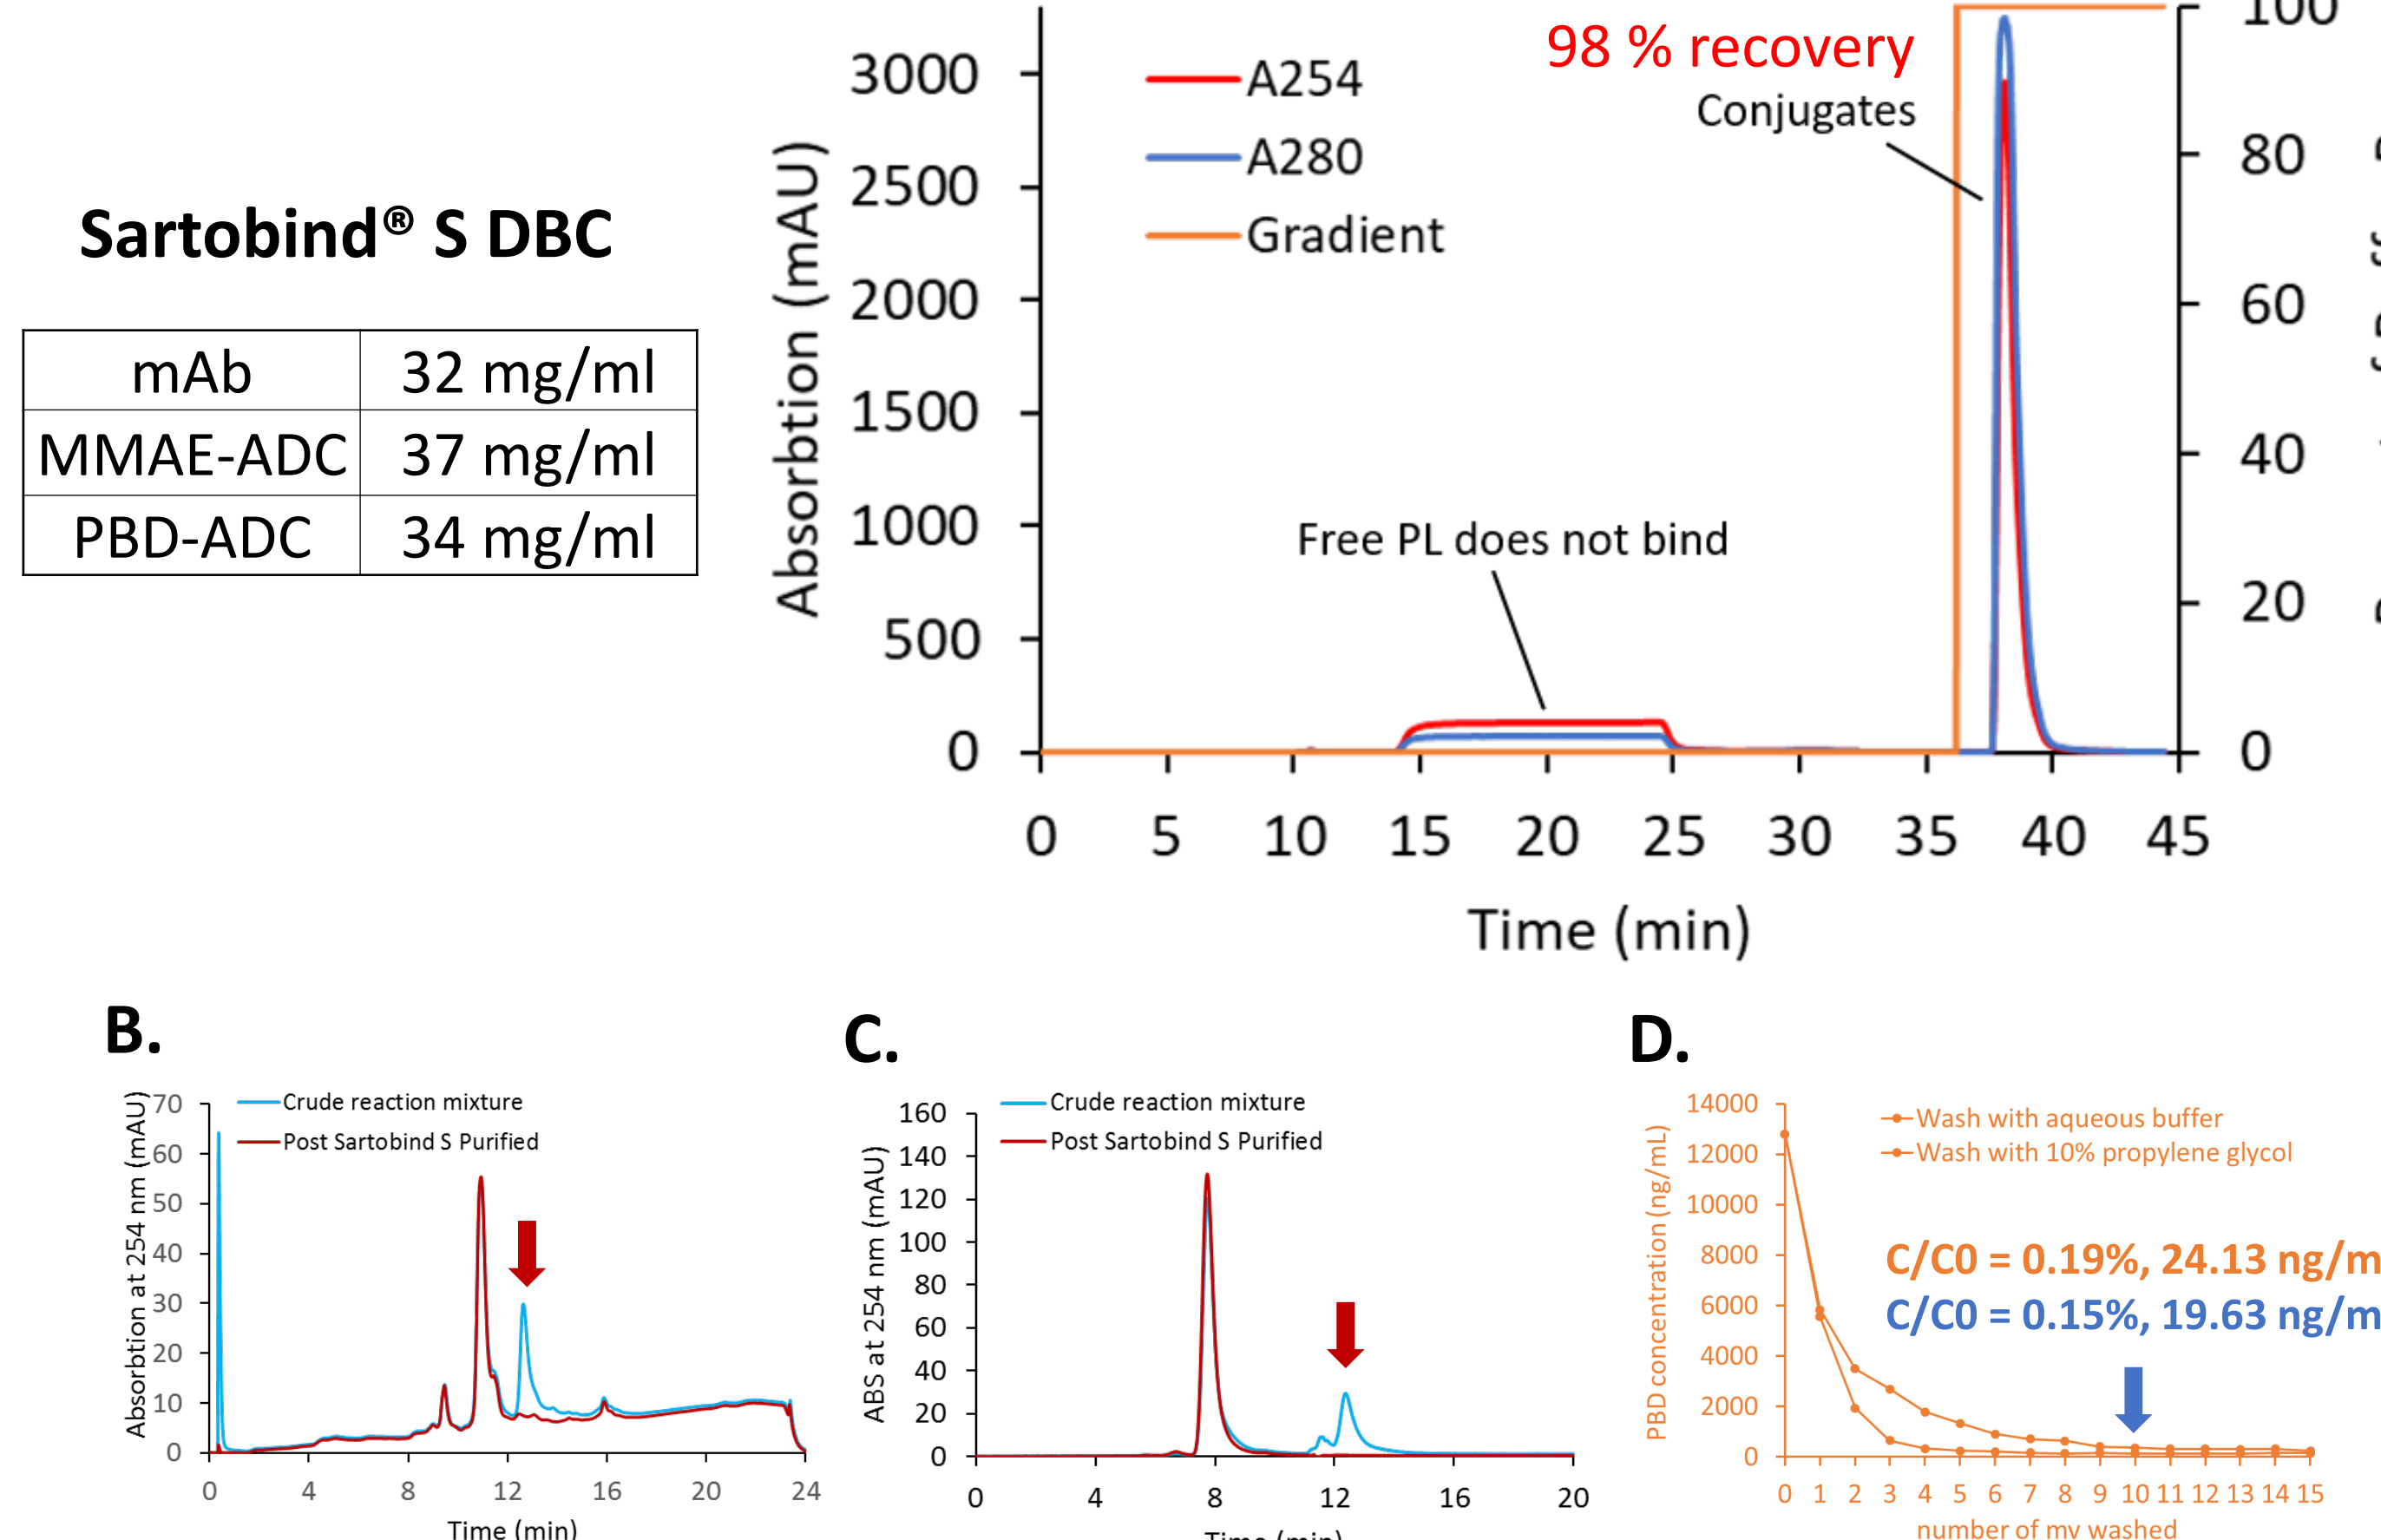 Sartobind® S DBC
mAb 32 mg/ml
MMAE-ADC 37 mg/ml
PBD-ADC 34 mg/ml
Absorbtion (mAU)
3000
2500
2000
1500
1000
500
0
A254
A280
Gradient
98 % recovery
Conjugates
Free PL does not bind
100
80
60
40
20
0
0 5 10 15 20 25 30 35 40 45
Time (min)
B.
Absorbtion at 254 nm (mAU)
70
60
50
40
30
20
10
0
Crude reaction mixture
Post Sartobind S Purified
0 4 8 12 16 20 24
Time (min)
C.
ABS at 254 nm (mAU)
160
140
120
100
80
60
40
20
0
Crude reaction mixture
Post Sartobind S Purified
0 4 8 12 16 20
Time (min)
D.
PBD concentration (ng/mL)
14000
12000
10000
8000
6000
4000
2000
0
Wash with aqueous buffer
Wash with 10% propylene glycol
C/C0 = 0.19%, 24.13 ng/m
C/C0 = 0.15%, 19.63 ng/m
0 1 2 3 4 5 6 7 8 9 10 11 12 13 14 15
number of mv washed